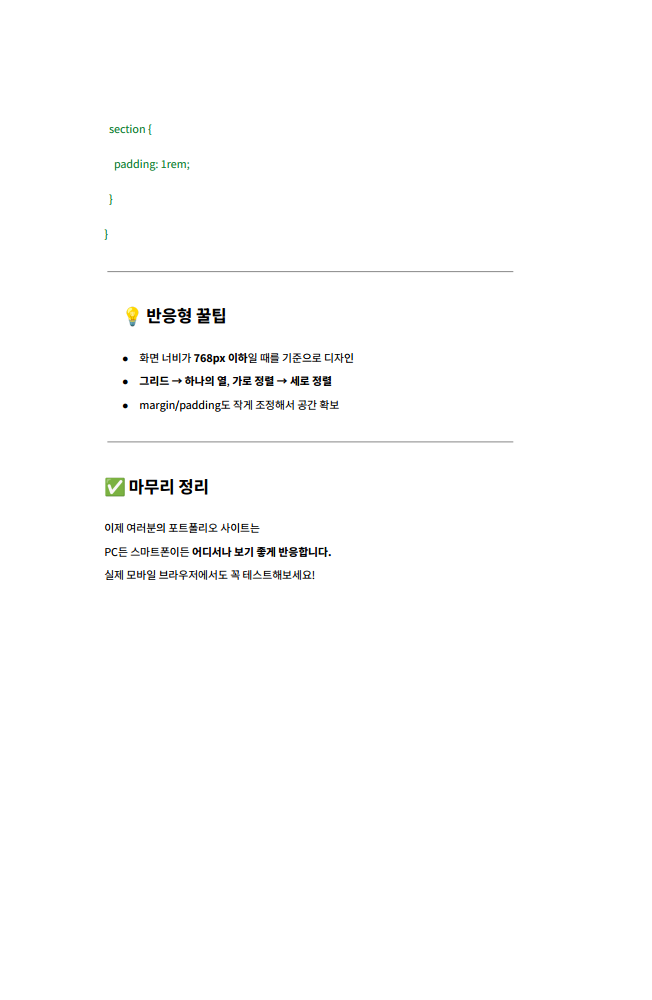 section {
padding: 1rem;
}
}
💡 반응형 꿀팁
● 화면 너비가 768px 이하일 때를 기준으로 디자인
● 그리드 → 하나의 열, 가로 정렬 → 세로 정렬
● margin/padding도 작게 조정해서 공간 확보
✅ 마무리 정리
이제 여러분의 포트폴리오 사이트는
PC든 스마트폰이든 어디서나 보기 좋게 반응합니다.
실제 모바일 브라우저에서도 꼭 테스트해보세요!